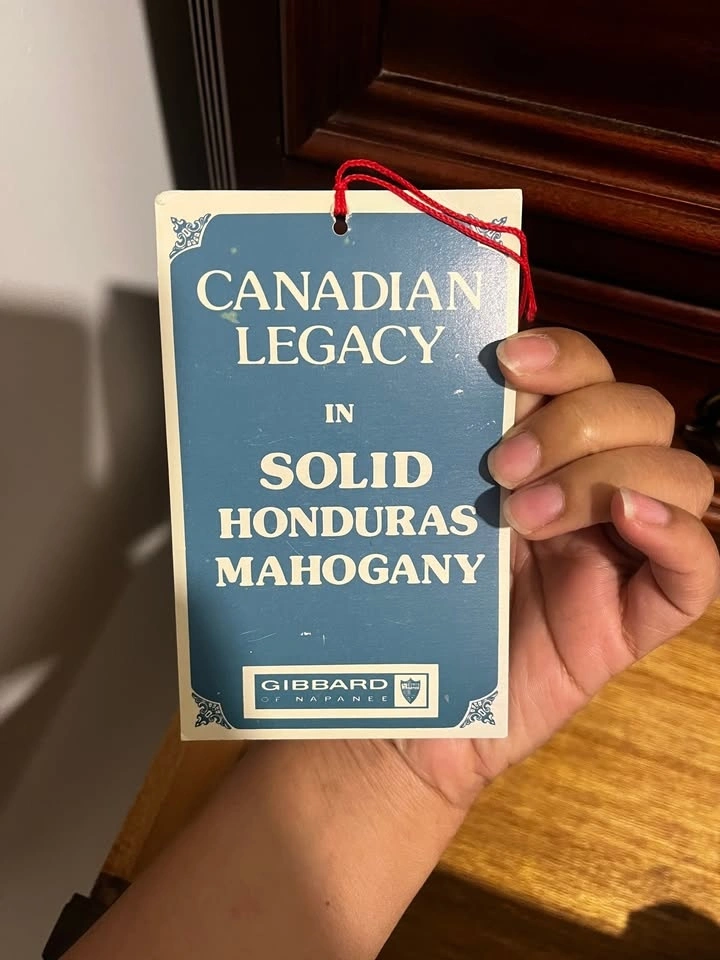 CANADIAN
LEGACY
IN
SOLID
HONDURAS
MAHOGANY
GIBBARD
OF NAPANEE